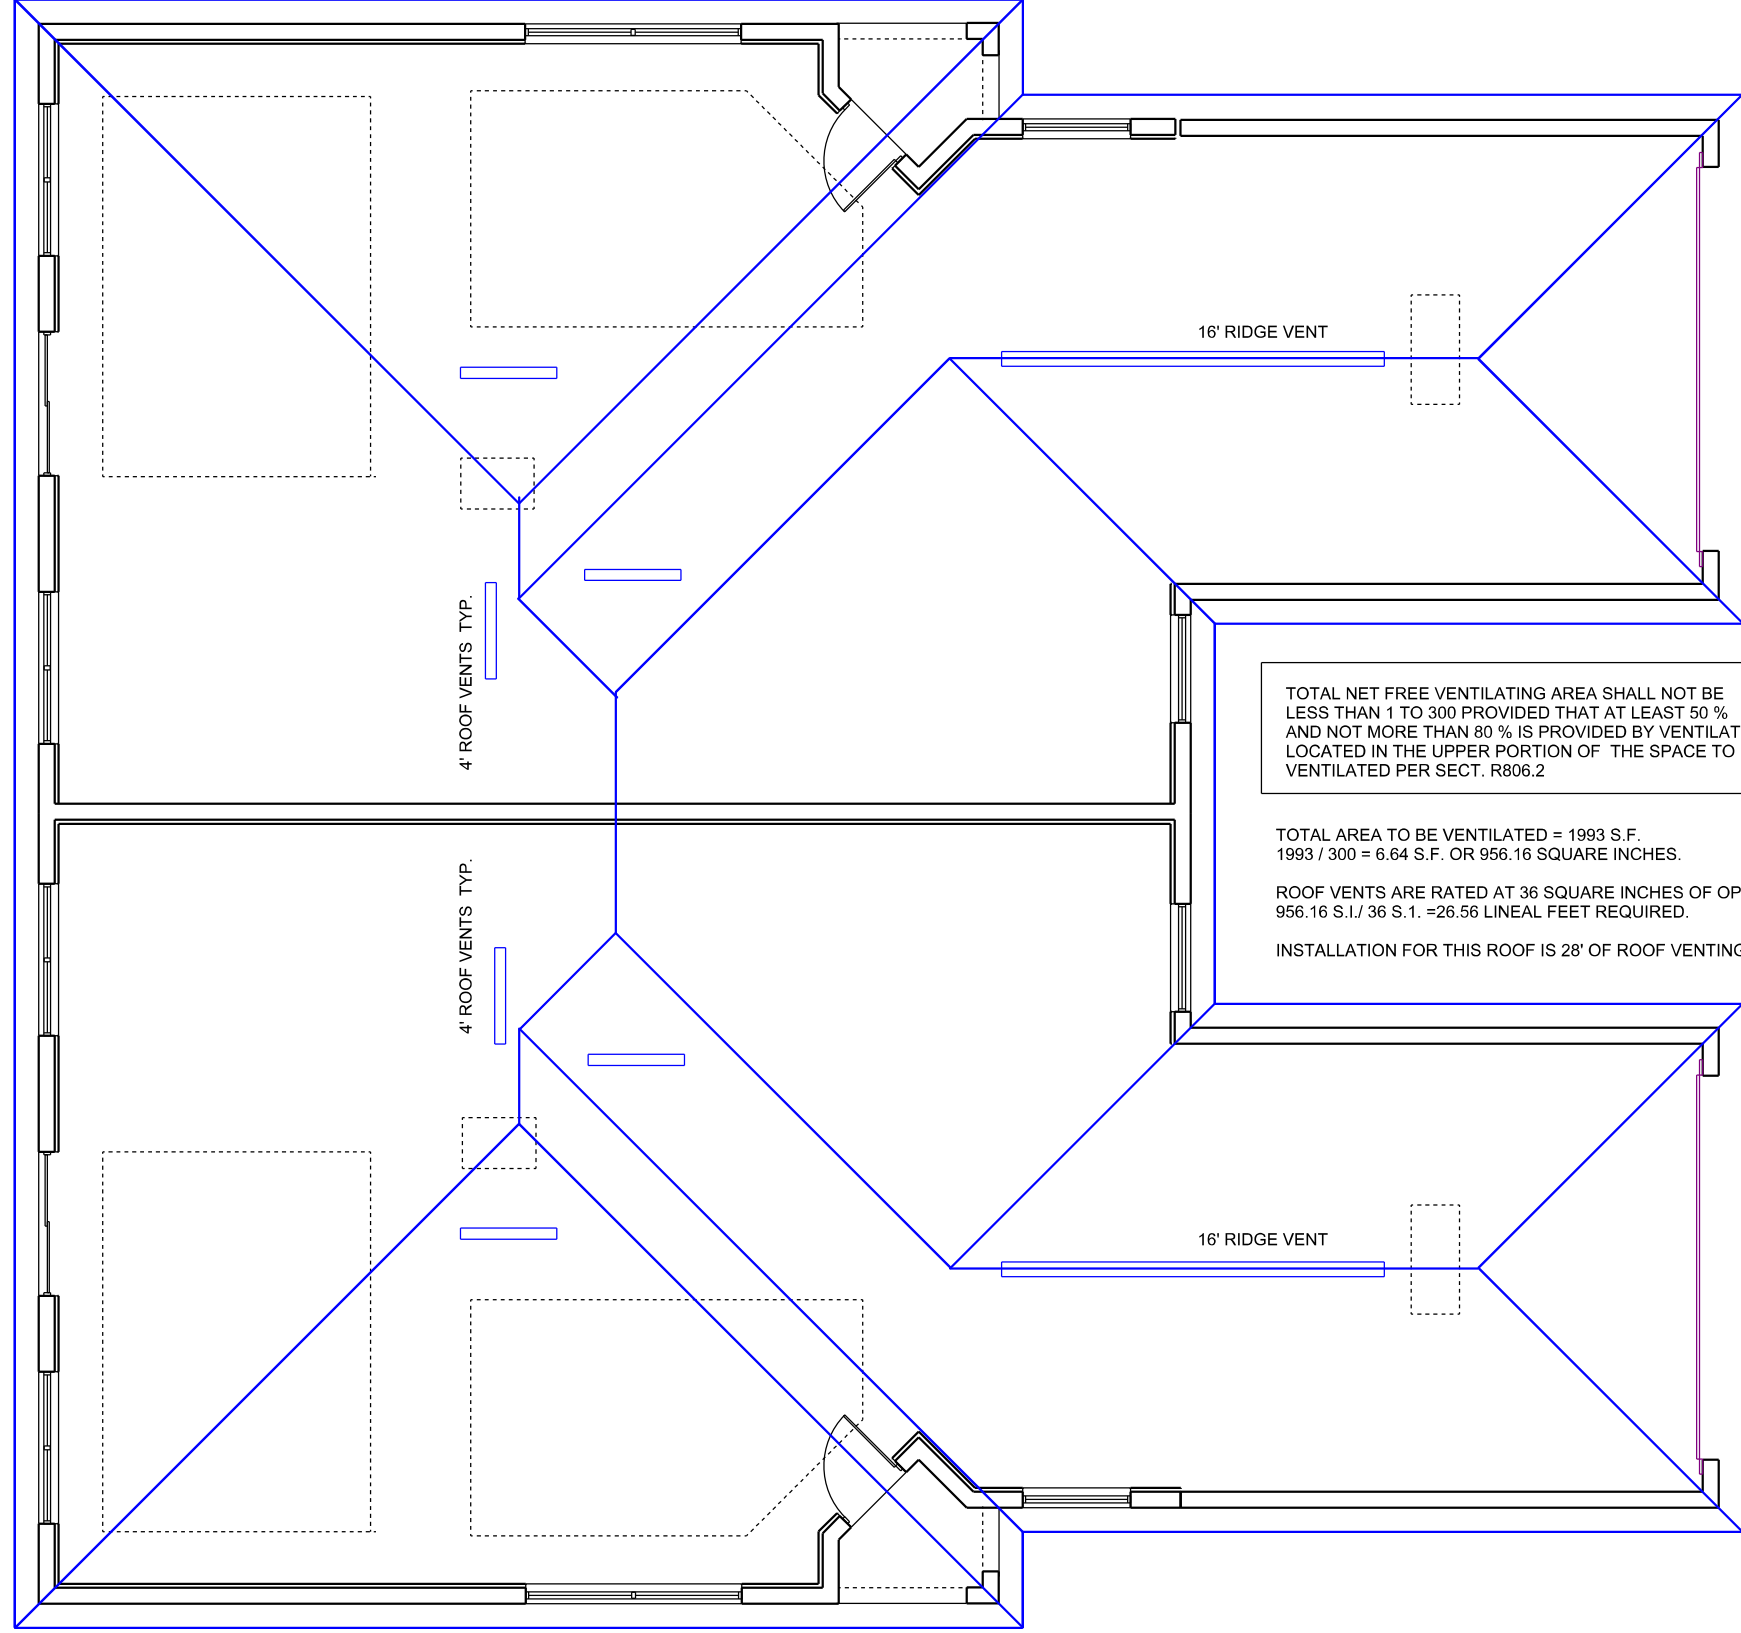 16' RIDGE VENT
4' ROOF VENTS TYP.
TOTAL NET FREE VENTILATING AREA SHALL NOT BE
LESS THAN 1 TO 300 PROVIDED THAT AT LEAST 50 %
AND NOT MORE THAN 80 % IS PROVIDED BY VENTILAT
LOCATED IN THE UPPER PORTION OF THE SPACE TO
VENTILATED PER SECT. R806.2
TOTAL AREA TO BE VENTILATED = 1993 S.F.
1993 / 300 = 6.64 S.F. OR 956.16 SQUARE INCHES.
ROOF VENTS ARE RATED AT 36 SQUARE INCHES OF OP
956.16 S.I./ 36 S.1. =26.56 LINEAL FEET REQUIRED.
INSTALLATION FOR THIS ROOF IS 28' OF ROOF VENTING
4' ROOF VENTS TYP.
16' RIDGE VENT